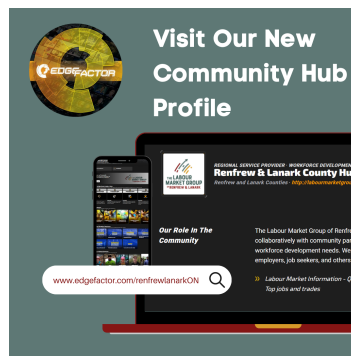 Visit Our New
Community Hub
Profile
EDGEFACTOR
THE LABOUR
MARKET GROUP
OF RENFREW & LANARK
REGIONAL SERVICE PROVIDER · WORKFORCE DEVELOPMEN
Renfrew & Lanark County Hu
Renfrew and Lanark Counties · http://labourmarketgrou
Our Role In The
Community
The Labour Market Group of Renfre
collaboratively with community par
workforce development needs. We
employers, job seekers, and others
» Labour Market Information - Q
Top jobs and trades
www.edgefactor.com/renfrewlanarkON